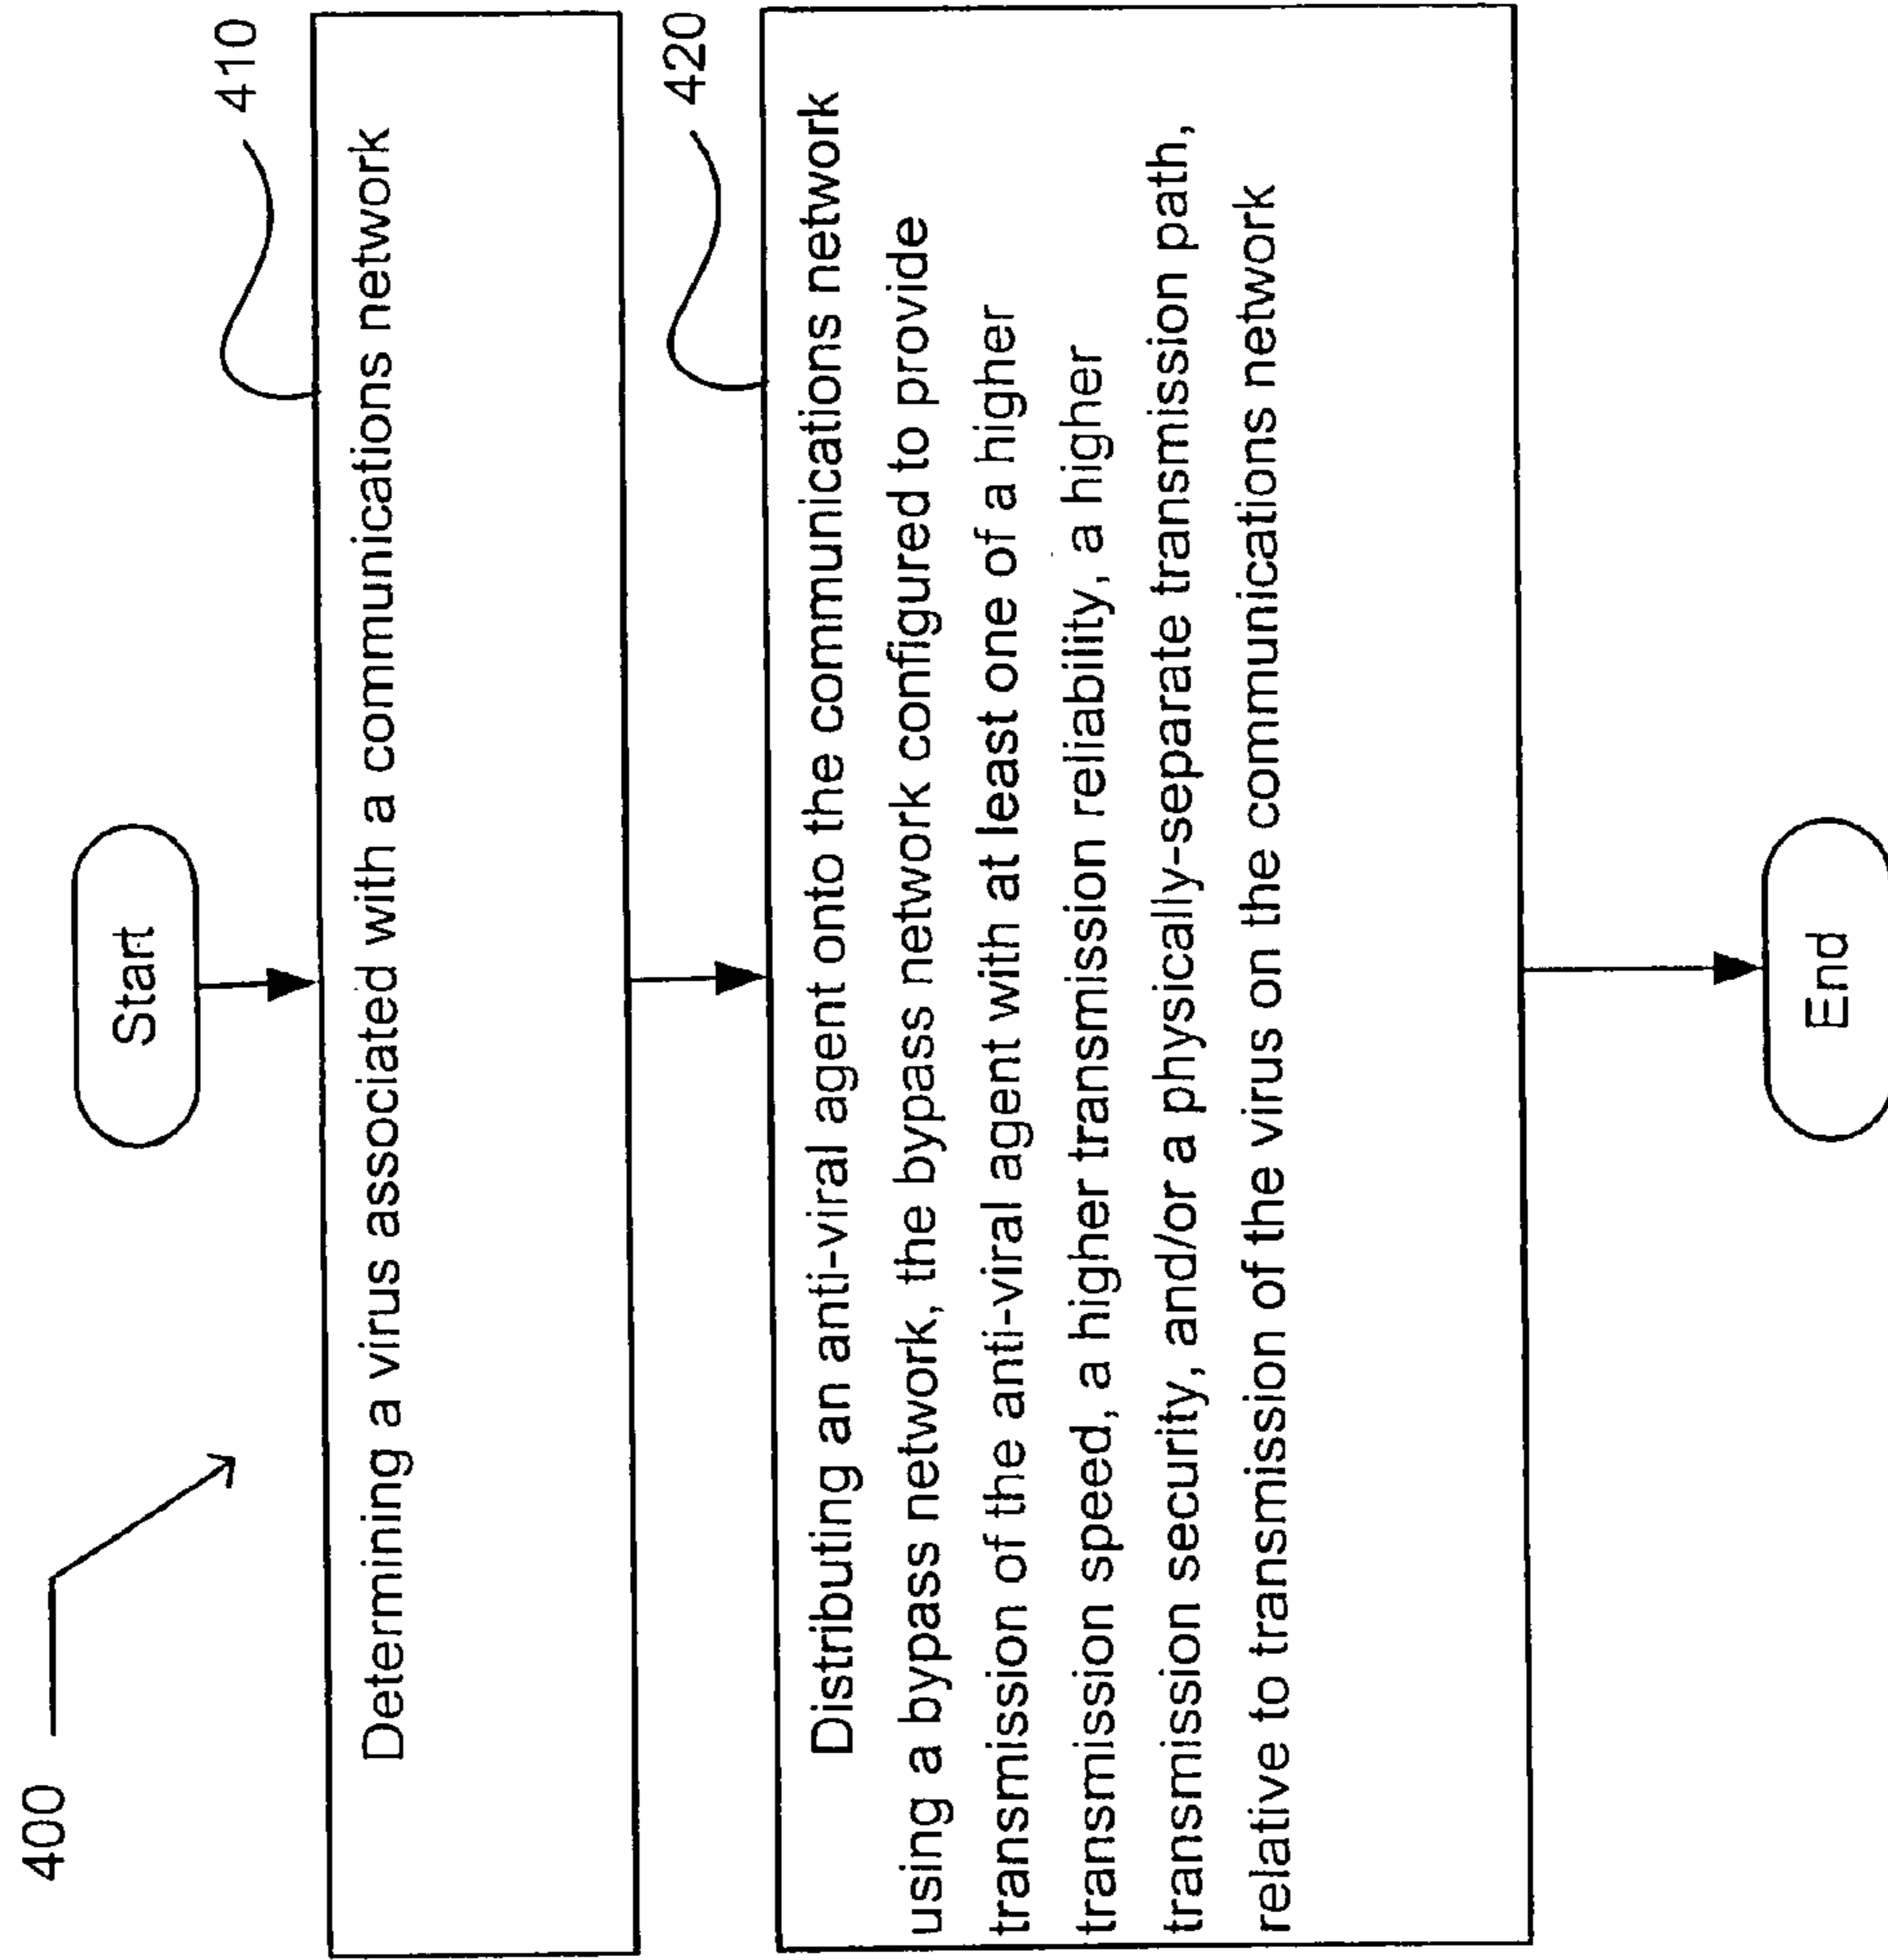 400
Start
410
Determining a virus associated with a communications network
420
Distributing an anti-viral agent onto the communications network
using a bypass network, the bypass network configured to provide
transmission of the anti-viral agent with at least one of a higher
transmission speed, a higher transmission reliability, a higher
transmission security, and/or a physically-separate transmission path,
relative to transmission of the virus on the communications network
End